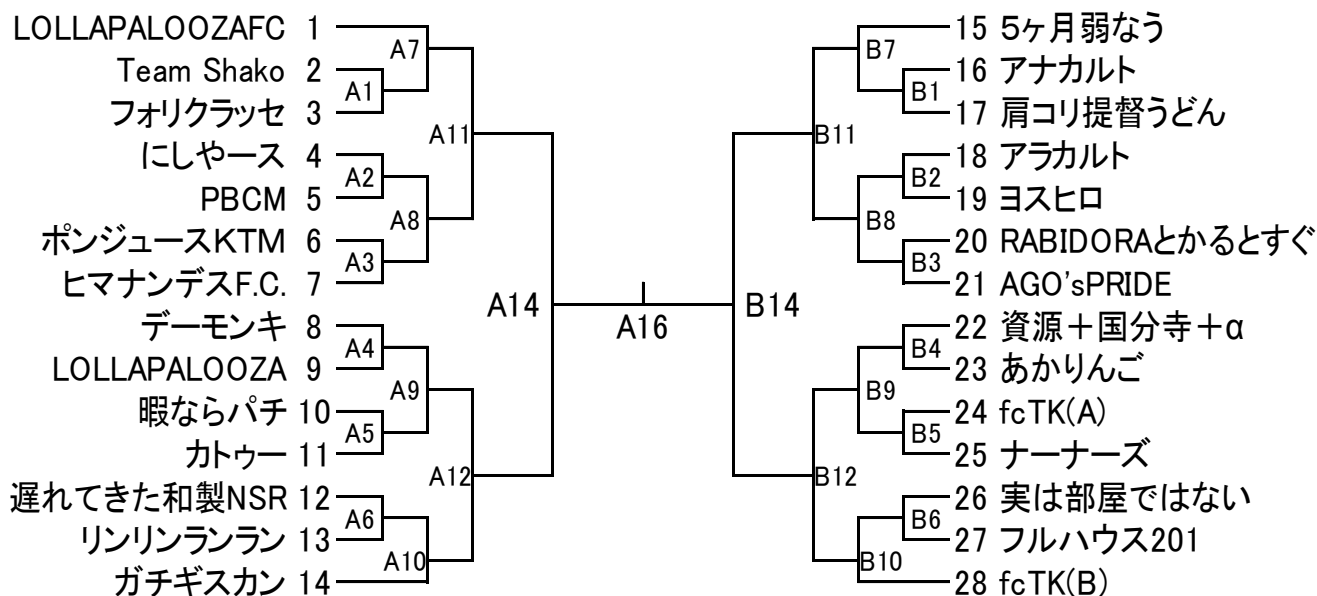 LOLLAPALOOZAFC 1
Team Shako 2
フォリクラッセ 3
にしやース 4
PBCM 5
ポンジュースKTM 6
ヒマナンデスF.C. 7
デーモンキ 8
LOLLAPALOOZA 9
暇ならパチ 10
カトゥー 11
遅れてきた和製NSR 12
リンリンランラン 13
ガチギスカン 14
A7
A1
A11
A2
A8
A3
A14
A4
A9
A5
A12
A6
A10
A16
B7
B1
B11
B2
B8
B3
B14
B4
B9
B5
B12
B6
B10
15 5ヶ月弱なう
16 アナカルト
17 肩コリ提督うどん
18 アラカルト
19 ヨスヒロ
20 RABIDORAとかるとすぐ
21 AGO'sPRIDE
22 資源＋国分寺＋α
23 あかりんご
24 fcTK(A)
25 ナーナーズ
26 実は部屋ではない
27 フルハウス201
28 fcTK(B)